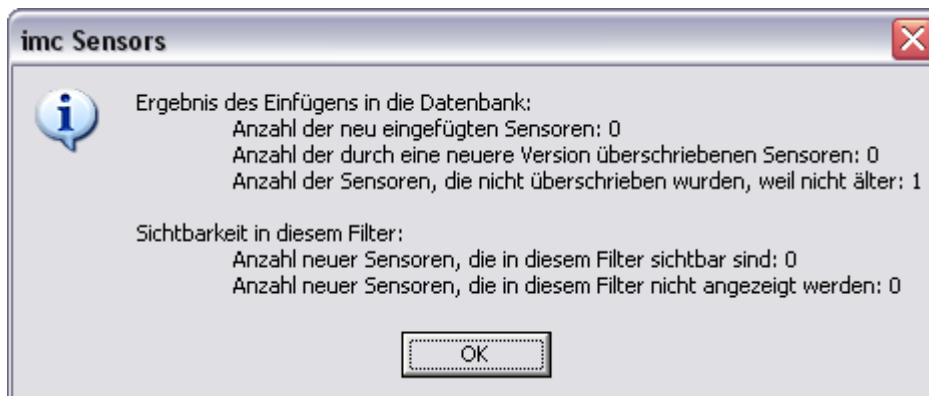 imc Sensors
Ergebnis des Einfügens in die Datenbank:
Anzahl der neu eingefügten Sensoren: 0
Anzahl der durch eine neuere Version überschriebenen Sensoren: 0
Anzahl der Sensoren, die nicht überschrieben wurden, weil nicht älter: 1
Sichtbarkeit in diesem Filter:
Anzahl neuer Sensoren, die in diesem Filter sichtbar sind: 0
Anzahl neuer Sensoren, die in diesem Filter nicht angezeigt werden: 0
OK